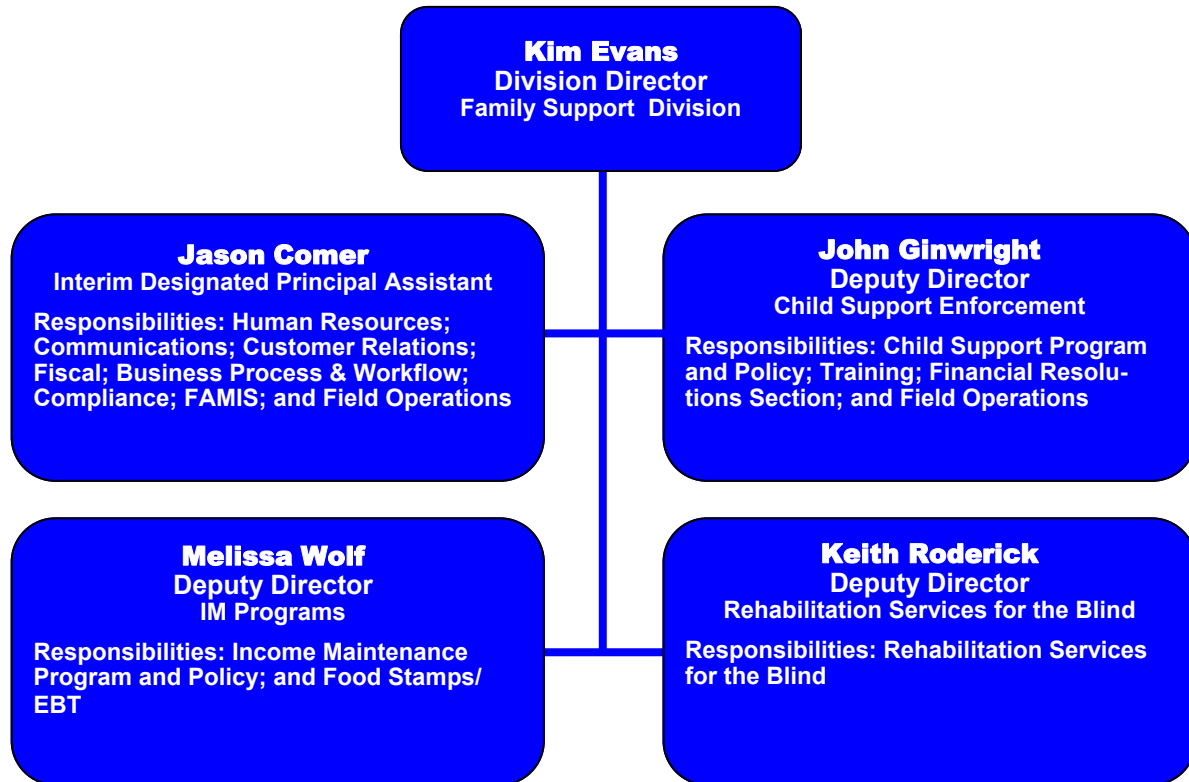 Kim Evans
Division Director
Family Support  Division
Jason Comer
Interim Designated Principal Assistant
Responsibilities: Human Resources;
Communications; Customer Relations;
Fiscal; Business Process & Workflow;
Compliance; FAMIS; and Field Operations
John Ginwright
Deputy Director
Child Support Enforcement
Responsibilities: Child Support Program
and Policy; Training; Financial Resolu-
tions Section; and Field Operations
Melissa Wolf
Deputy Director
IM Programs
Responsibilities: Income Maintenance
Program and Policy; and Food Stamps/
EBT
Keith Roderick
Deputy Director
Rehabilitation Services for the Blind
Responsibilities: Rehabilitation Services
for the Blind